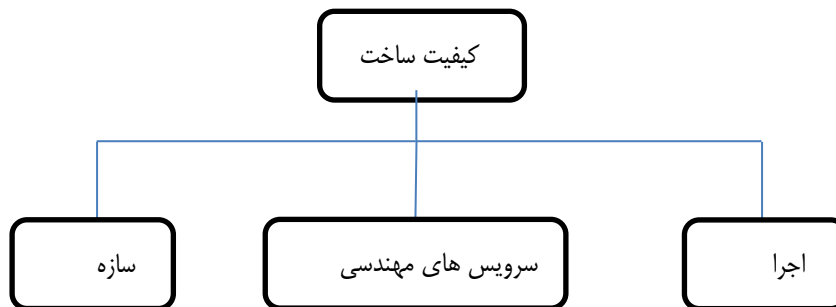 کیفیت ساخت
اجرا
سرویس های مهندسی
سازه